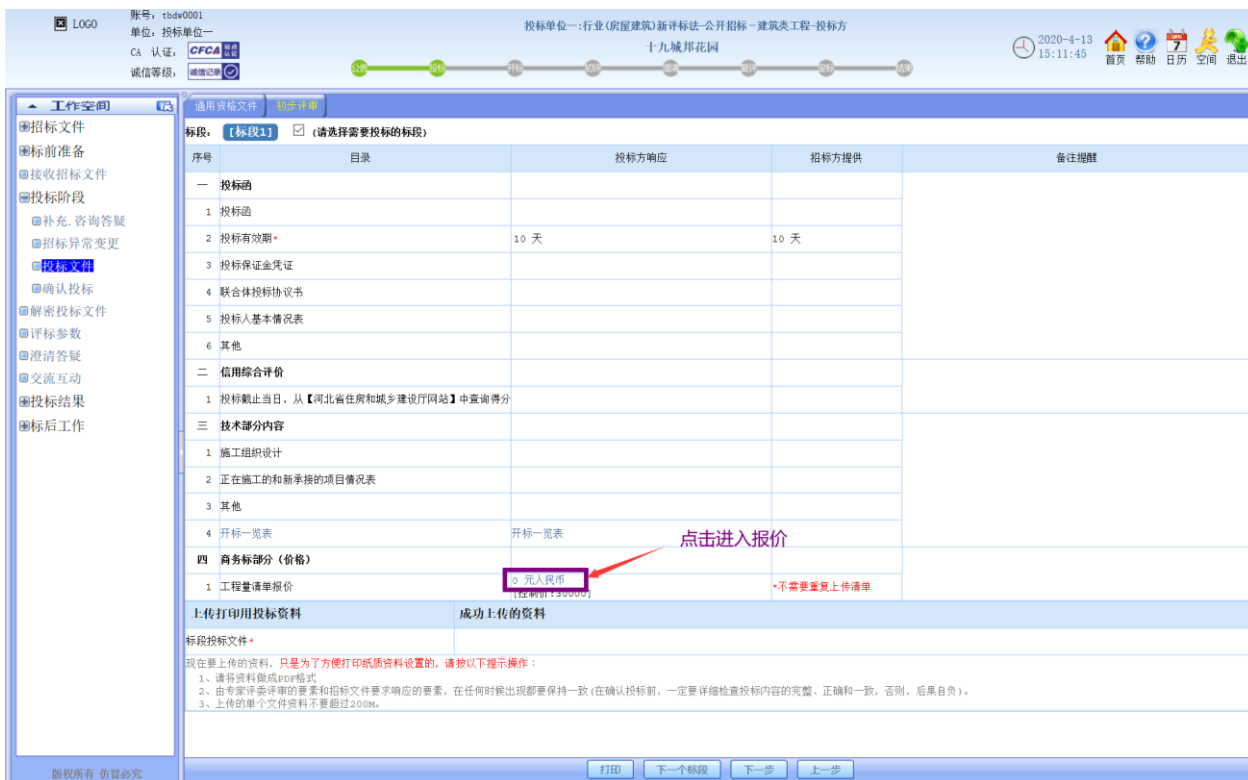 LOGO
账号: tbdw0001
单位: 投标单位一
CA 认证:
CFCA 站点认证
诚信等级:
诚信记录
投标单位一:行业(房屋建筑)新评标法-公开招标－建筑类工程-投标方
十九城邦花园
2020-4-13
15:11:45
首页 帮助 日历 空间 退出
公告 投标 开标
工作空间
招标文件
标前准备
接收招标文件
投标阶段
补充.咨询答疑
招标异常变更
投标文件
确认投标
解密投标文件
评标参数
澄清答疑
交流互动
投标结果
标后工作
版权所有 仿冒必究
通用资格文件 初步评审
标段: 【标段1】 (请选择需要投标的标段)
序号 目录 投标方响应 招标方提供 备注提醒
一 投标函
1 投标函
2 投标有效期* 10 天 10 天
3 投标保证金凭证
4 联合体投标协议书
5 投标人基本情况表
6 其他
二 信用综合评价
1 投标截止当日，从【河北省住房和城乡建设厅网站】中查询得分
三 技术部分内容
1 施工组织设计
2 正在施工的和新承接的项目情况表
3 其他
4 开标一览表 开标一览表
点击进入报价
四 商务标部分（价格）
1 工程量清单报价 0 元人民币 *不需要重复上传清单
[控制价:30000]
上传打印用投标资料 成功上传的资料
标段投标文件*
现在要上传的资料，只是为了方便打印纸质资料设置的，请按以下提示操作：
1、请将资料做成PDF格式
2、由专家评委评审的要素和招标文件要求响应的要素，在任何时候出现都要保持一致(在确认投标前，一定要详细检查投标内容的完整、正确和一致，否则，后果自负)。
3、上传的单个文件资料不要超过200M。
打印 下一个标段 下一步 上一步